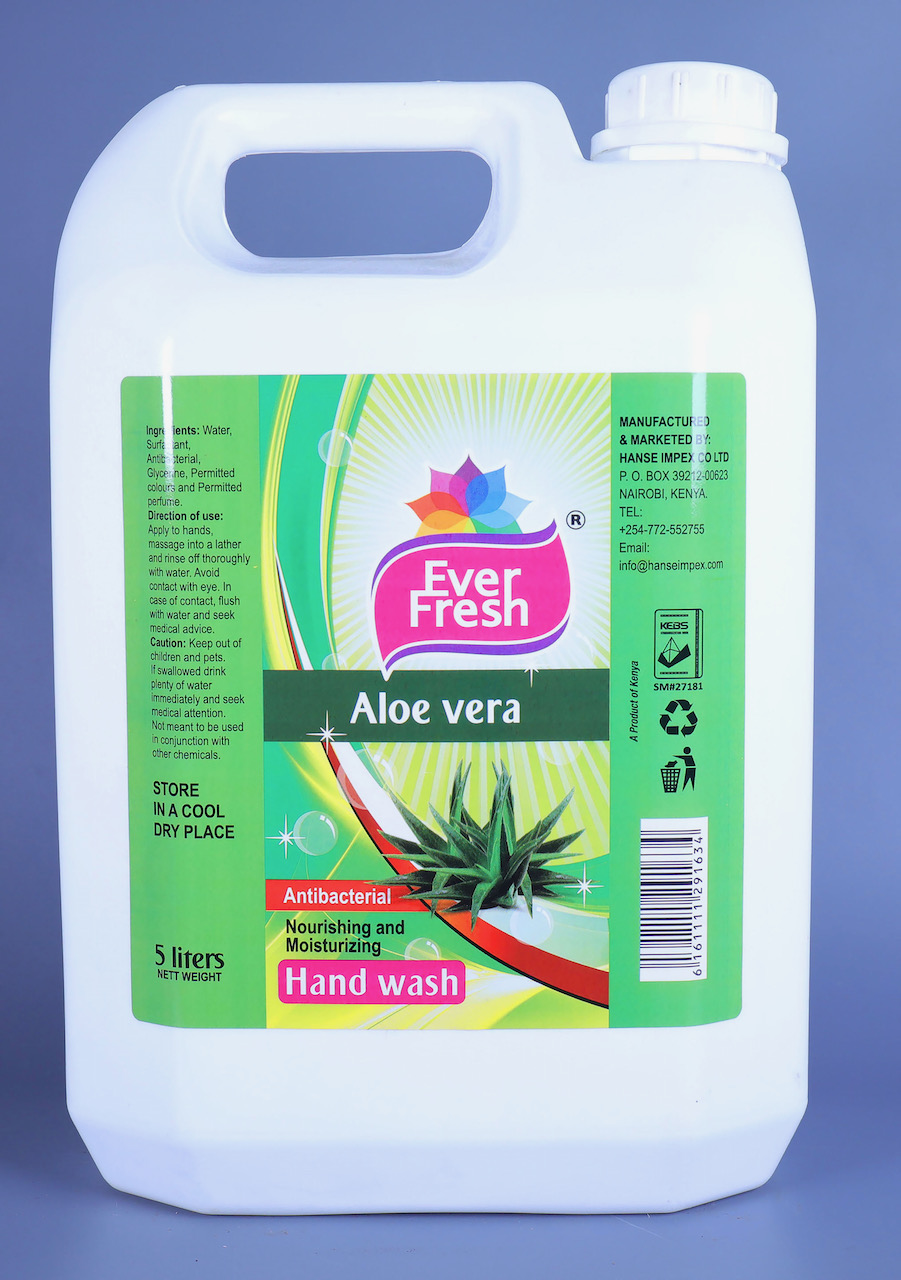 Ingredients: Water,
Surfactant,
Antibacterial,
Glycerine, Permitted
colours and Permitted
perfume.
Direction of use:
Apply to hands,
massage into a lather
and rinse off thoroughly
with water. Avoid
contact with eye. In
case of contact, flush
with water and seek
medical advice.
Caution: Keep out of
children and pets.
If swallowed drink
plenty of water
immediately and seek
medical attention.
Not meant to be used
in conjunction with
other chemicals.
STORE
IN A COOL
DRY PLACE
5 liters
NETT WEIGHT
®
Ever
Fresh
Aloe vera
Antibacterial
Nourishing and
Moisturizing
Hand wash
MANUFACTURED
& MARKETED BY:
HANSE IMPEX CO LTD
P. O. BOX 39212-00623
NAIROBI, KENYA.
TEL:
+254-772-552755
Email:
info@hanseimpex.com
KEBS
SM#27181
A Product of Kenya
6 161111 291634